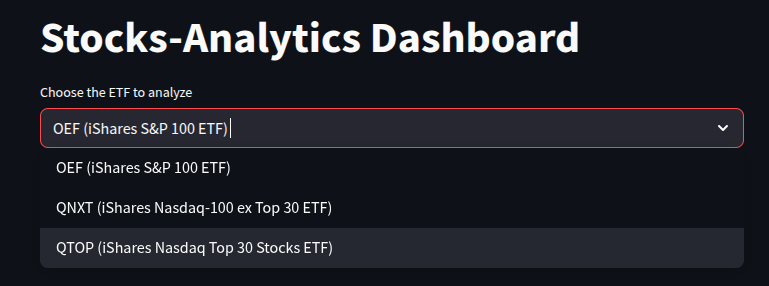 Stocks-Analytics Dashboard
Choose the ETF to analyze
OEF (iShares S&P 100 ETF)
OEF (iShares S&P 100 ETF)
QNXT (iShares Nasdaq-100 ex Top 30 ETF)
QTOP (iShares Nasdaq Top 30 Stocks ETF)